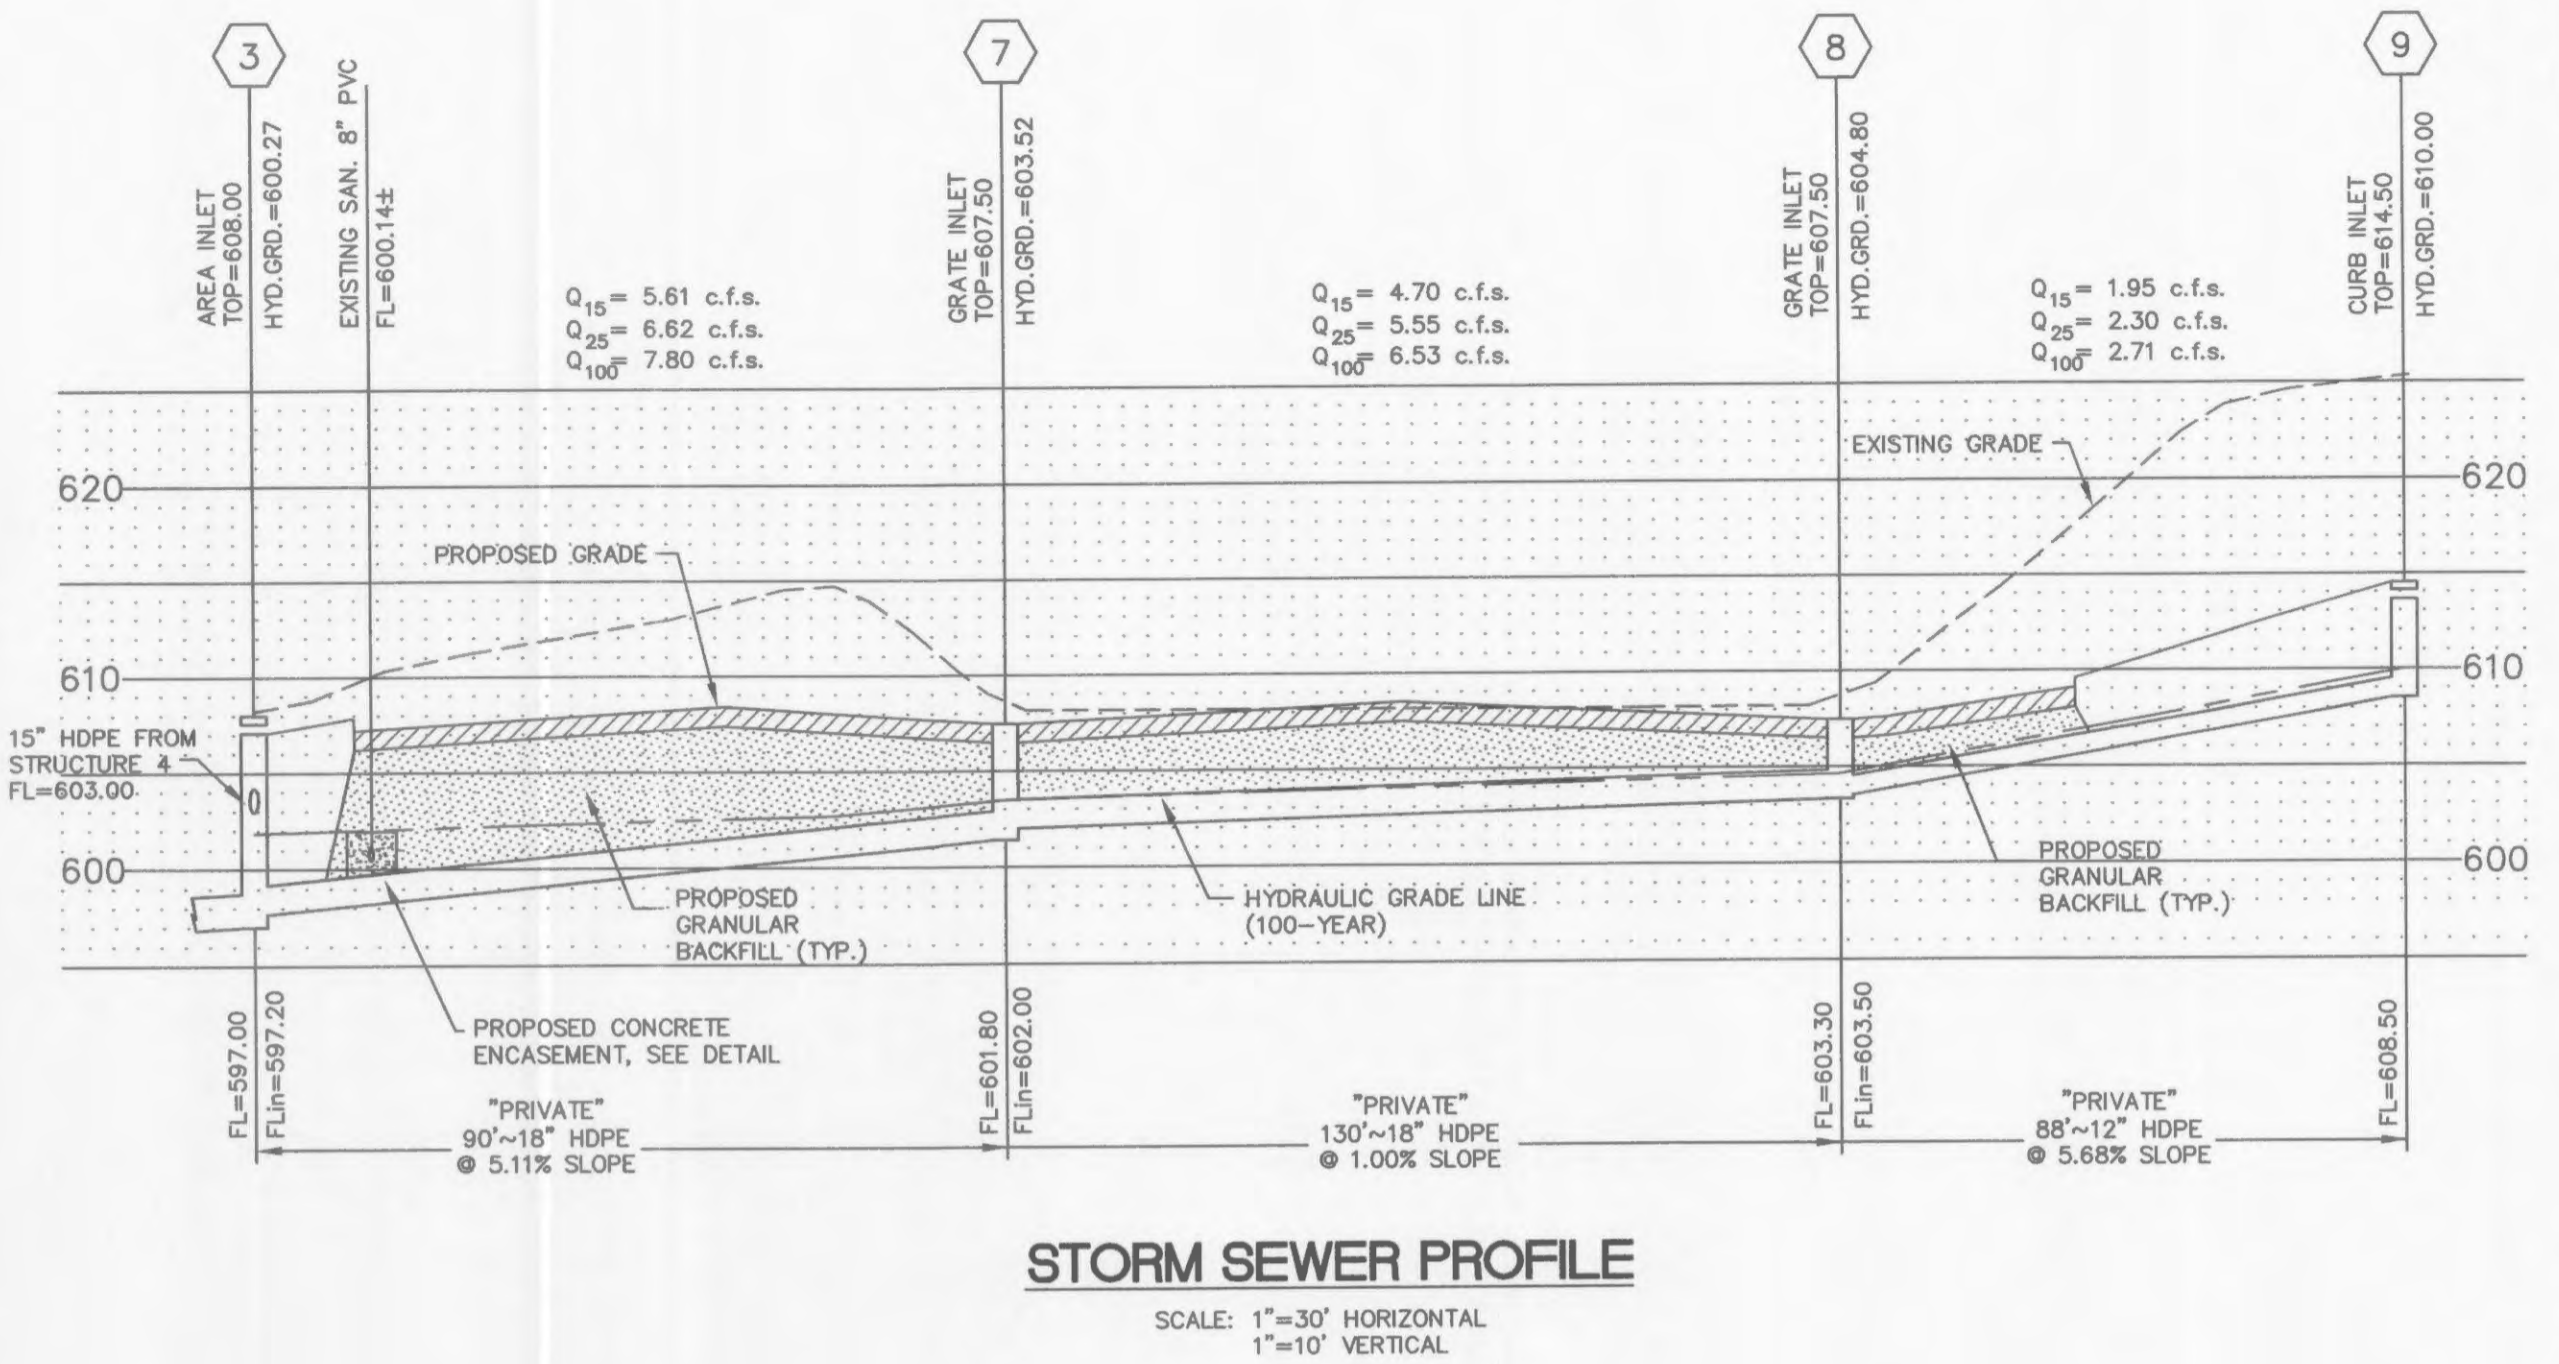 3
7
8
9
AREA INLET
TOP=608.00
HYD.GRD.=600.27
EXISTING SAN. 8" PVC
FL=600.14±
GRATE INLET
TOP=607.50
HYD.GRD.=603.52
GRATE INLET
TOP=607.50
HYD.GRD.=604.80
CURB INLET
TOP=614.50
HYD.GRD.=610.00
Q15= 5.61 c.f.s.
Q25= 6.62 c.f.s.
Q100= 7.80 c.f.s.
Q15= 4.70 c.f.s.
Q25= 5.55 c.f.s.
Q100= 6.53 c.f.s.
Q15= 1.95 c.f.s.
Q25= 2.30 c.f.s.
Q100= 2.71 c.f.s.
EXISTING GRADE
620
620
PROPOSED GRADE
610
610
15" HDPE FROM
STRUCTURE 4
FL=603.00
600
600
PROPOSED
GRANULAR
BACKFILL (TYP.)
HYDRAULIC GRADE LINE
(100-YEAR)
PROPOSED
GRANULAR
BACKFILL (TYP.)
PROPOSED CONCRETE
ENCASEMENT, SEE DETAIL
FL=597.00
FLin=597.20
FL=601.80
FLin=602.00
FL=603.30
FLin=603.50
FL=608.50
"PRIVATE"
90'~18" HDPE
@ 5.11% SLOPE
"PRIVATE"
130'~18" HDPE
@ 1.00% SLOPE
"PRIVATE"
88'~12" HDPE
@ 5.68% SLOPE
STORM SEWER PROFILE
SCALE: 1"=30' HORIZONTAL
1"=10' VERTICAL